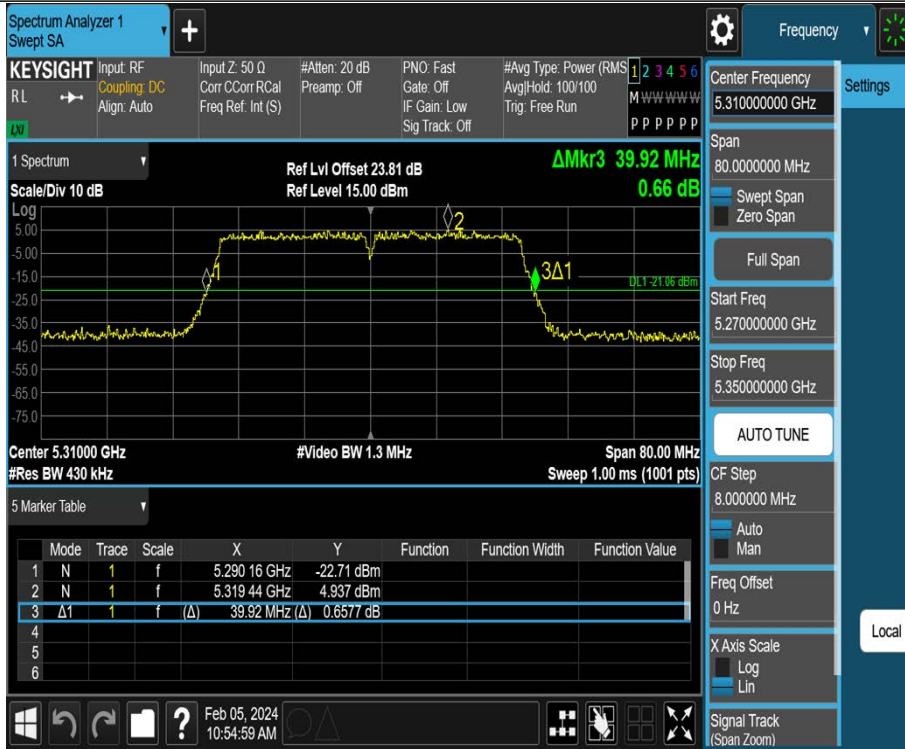 Spectrum Analyzer 1
Swept SA
+
Frequency
KEYSIGHT
R L
LXI
Input: RF
Coupling: DC
Align: Auto
Input Z: 50 Ω
Corr CCorr RCal
Freq Ref: Int (S)
#Atten: 20 dB
Preamp: Off
PNO: Fast
Gate: Off
IF Gain: Low
Sig Track: Off
#Avg Type: Power (RMS
Avg|Hold: 100/100
Trig: Free Run
1 2 3 4 5 6
M W W W W W
P P P P P P
1 Spectrum
Scale/Div 10 dB
Ref Lvl Offset 23.81 dB
Ref Level 15.00 dBm
ΔMkr3 39.92 MHz
0.66 dB
Log
5.00
-5.00
-15.0
-25.0
-35.0
-45.0
-55.0
-65.0
-75.0
1
2
3Δ1
DL1 -21.06 dBm
Center 5.31000 GHz
#Video BW 1.3 MHz
Span 80.00 MHz
#Res BW 430 kHz
Sweep 1.00 ms (1001 pts)
5 Marker Table
Mode Trace Scale X Y Function Function Width Function Value
1 N 1 f 5.290 16 GHz -22.71 dBm
2 N 1 f 5.319 44 GHz 4.937 dBm
3 Δ1 1 f (Δ) 39.92 MHz (Δ) 0.6577 dB
4
5
6
?
Feb 05, 2024
10:54:59 AM
Center Frequency
5.310000000 GHz
Settings
Span
80.0000000 MHz
Swept Span
Zero Span
Full Span
Start Freq
5.270000000 GHz
Stop Freq
5.350000000 GHz
AUTO TUNE
CF Step
8.000000 MHz
Auto
Man
Freq Offset
0 Hz
Local
X Axis Scale
Log
Lin
Signal Track
(Span Zoom)